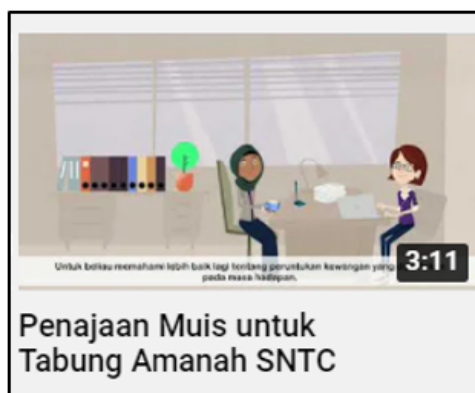 Untuk beliau memahami lebih baik lagi tentang peruntukan kewangan yang
pada masa hadapan.
3:11
Penajaan Muis untuk
Tabung Amanah SNTC